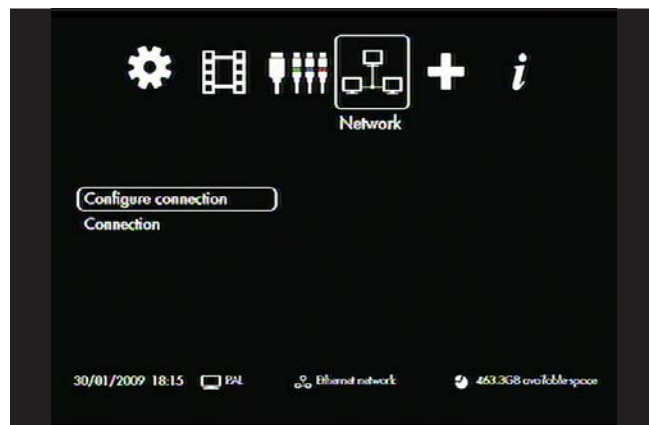 i
Network
Configure connection
Connection
30/01/2009 18:15 PAL Ethernet network 463.3GB available space